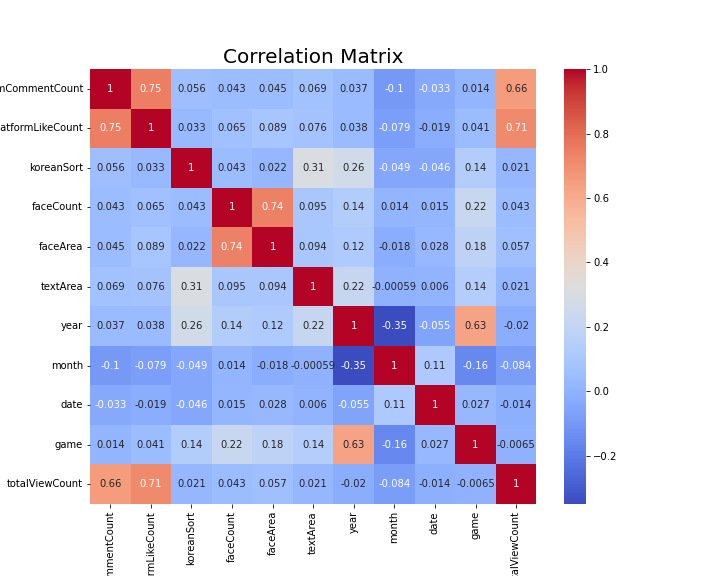 Correlation Matrix
mCommentCount 1 0.75 0.056 0.043 0.045 0.069 0.037 -0.1 -0.033 0.014 0.66
atformLikeCount 0.75 1 0.033 0.065 0.089 0.076 0.038 -0.079 -0.019 0.041 0.71
koreanSort 0.056 0.033 1 0.043 0.022 0.31 0.26 -0.049 -0.046 0.14 0.021
faceCount 0.043 0.065 0.043 1 0.74 0.095 0.14 0.014 0.015 0.22 0.043
faceArea 0.045 0.089 0.022 0.74 1 0.094 0.12 -0.018 0.028 0.18 0.057
textArea 0.069 0.076 0.31 0.095 0.094 1 0.22 -0.00059 0.006 0.14 0.021
year 0.037 0.038 0.26 0.14 0.12 0.22 1 -0.35 -0.055 0.63 -0.02
month -0.1 -0.079 -0.049 0.014 -0.018 -0.00059 -0.35 1 0.11 -0.16 -0.084
date -0.033 -0.019 -0.046 0.015 0.028 0.006 -0.055 0.11 1 0.027 -0.014
game 0.014 0.041 0.14 0.22 0.18 0.14 0.63 -0.16 0.027 1 -0.0065
totalViewCount 0.66 0.71 0.021 0.043 0.057 0.021 -0.02 -0.084 -0.014 -0.0065 1
mmentCount
rmLikeCount
koreanSort
faceCount
faceArea
textArea
year
month
date
game
talViewCount
1.0
0.8
0.6
0.4
0.2
0.0
−0.2